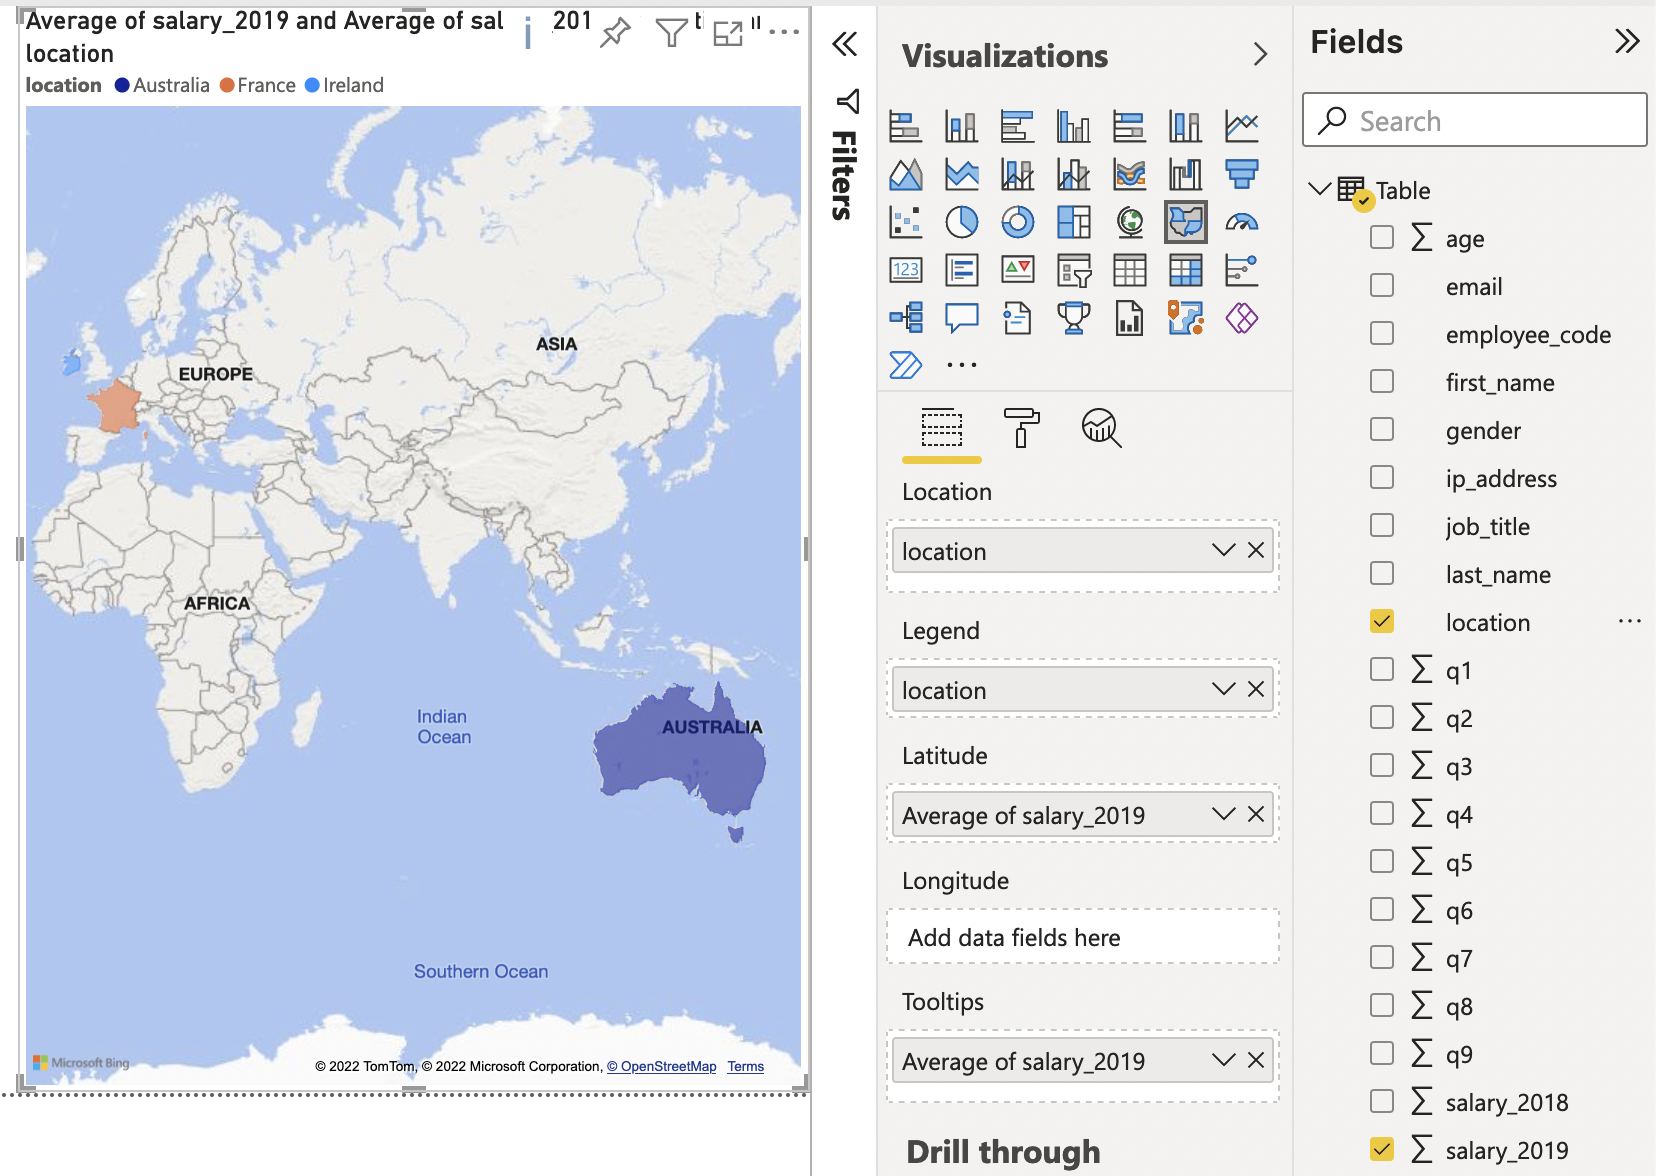 Average of salary_2019 and Average of sal 201
location
location Australia France Ireland
EUROPE
ASIA
AFRICA
Indian
Ocean
AUSTRALIA
Southern Ocean
Microsoft Bing
© 2022 TomTom, © 2022 Microsoft Corporation, © OpenStreetMap Terms
Filters
Visualizations
123
Location
location
Legend
location
Latitude
Average of salary_2019
Longitude
Add data fields here
Tooltips
Average of salary_2019
Drill through
Fields
Search
Table
age
email
employee_code
first_name
gender
ip_address
job_title
last_name
location
q1
q2
q3
q4
q5
q6
q7
q8
q9
salary_2018
salary_2019